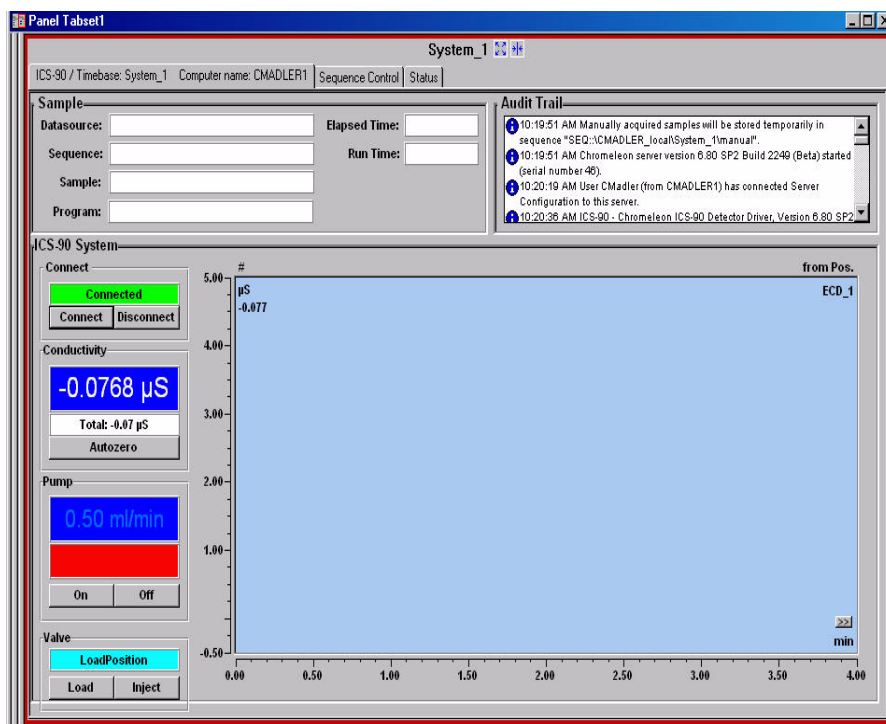 Panel Tabset1
System_1
ICS-90 / Timebase: System_1 Computer name: CMADLER1
Sequence Control
Status
Sample
Datasource:
Elapsed Time:
Sequence:
Run Time:
Sample:
Program:
Audit Trail
10:19:51 AM Manually acquired samples will be stored temporarily in
sequence "SEQ::\CMADLER_local\System_1\manual".
10:19:51 AM Chromeleon server version 6.80 SP2 Build 2249 (Beta) started
(serial number 46).
10:20:19 AM User CMadler (from CMADLER1) has connected Server
Configuration to this server.
10:20:36 AM ICS-90 - Chromeleon ICS-90 Detector Driver, Version 6.80 SP2
ICS-90 System
Connect
Connected
Connect Disconnect
Conductivity
-0.0768 µS
Total: -0.07 µS
Autozero
Pump
0.50 ml/min
On Off
Valve
LoadPosition
Load Inject
# from Pos.
µS ECD_1
-0.077
5.00
4.00
3.00
2.00
1.00
-0.50
>>
min
0.00 0.50 1.00 1.50 2.00 2.50 3.00 3.50 4.00